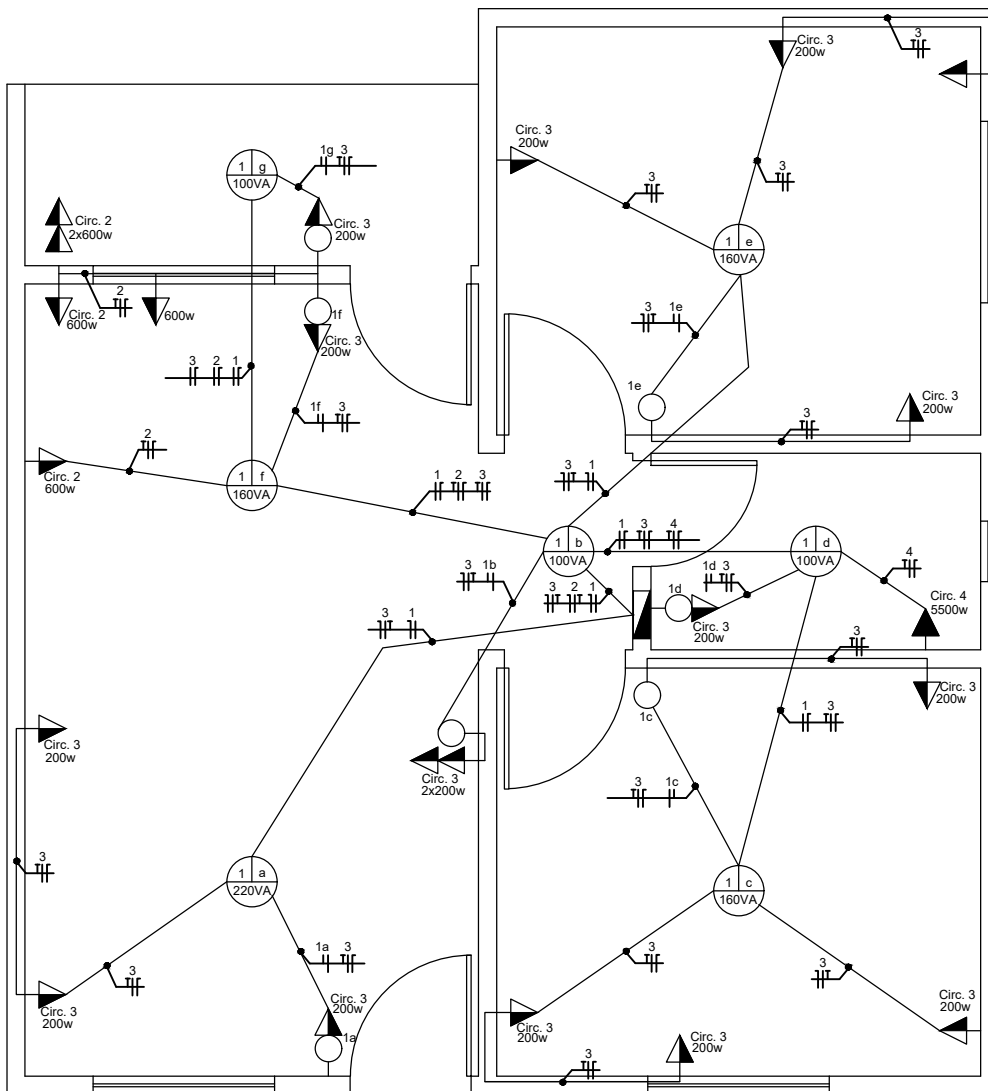 3
Circ. 3
200w
Circ. 3
200w
3
3
1g 3
1 g
100VA
Circ. 3
200w
Circ. 2
2x600w
1 e
160VA
2
Circ. 2
600w
600w
1f
Circ. 3
200w
3 1e
3 2 1
1e
Circ. 3
200w
1f 3
3
2
Circ. 2
600w
1 f
160VA
1 2 3
3 1
1 b
100VA
1 3 4
1 d
100VA
4
3 1b
3 2 1
1d 3
1d
Circ. 3
200w
Circ. 4
5500w
3 1
3
1c
Circ. 3
200w
1 3
Circ. 3
200w
Circ. 3
2x200w
3 1c
3
1 a
220VA
1 c
160VA
1a 3
3
3
3
Circ. 3
200w
Circ. 3
200w
1a
Circ. 3
200w
Circ. 3
200w
3